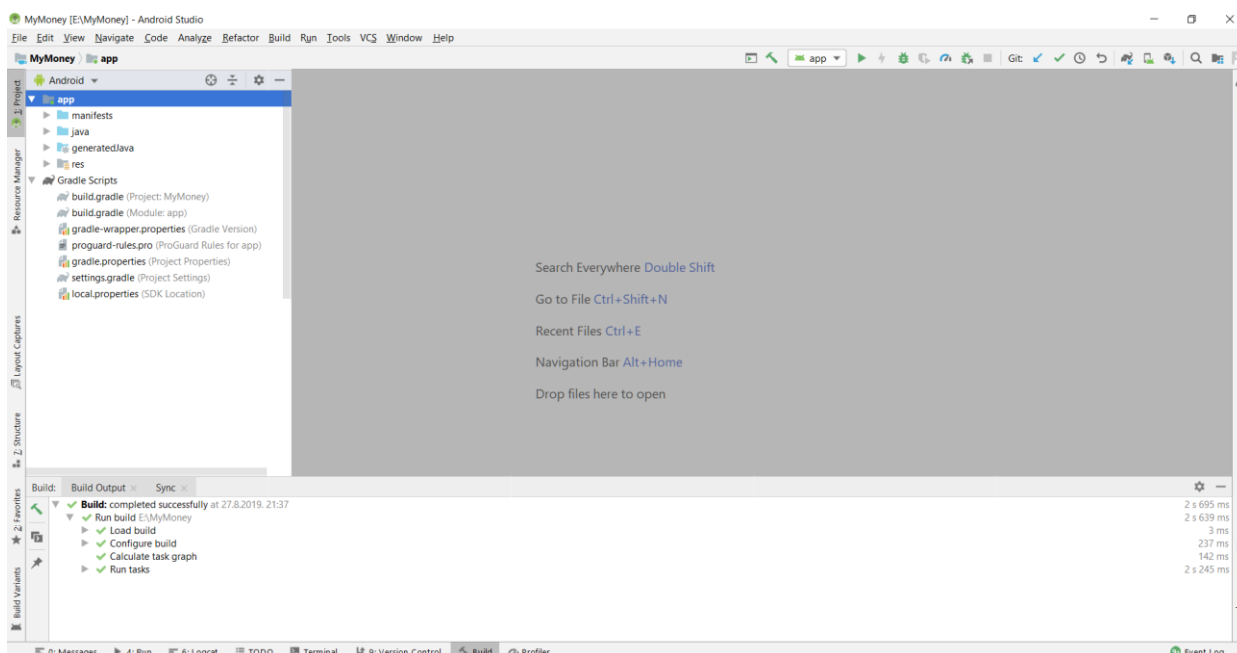 MyMoney [E:\MyMoney] - Android Studio
File Edit View Navigate Code Analyze Refactor Build Run Tools VCS Window Help
MyMoney app
app
Git:
Android
1: Project
Resource Manager
Layout Captures
Z: Structure
2: Favorites
Build Variants
app
manifests
java
generatedJava
res
Gradle Scripts
build.gradle (Project: MyMoney)
build.gradle (Module: app)
gradle-wrapper.properties (Gradle Version)
proguard-rules.pro (ProGuard Rules for app)
gradle.properties (Project Properties)
settings.gradle (Project Settings)
local.properties (SDK Location)
Search Everywhere Double Shift
Go to File Ctrl+Shift+N
Recent Files Ctrl+E
Navigation Bar Alt+Home
Drop files here to open
Build: Build Output Sync
Build: completed successfully at 27.8.2019. 21:37 2 s 695 ms
Run build E:\MyMoney 2 s 639 ms
Load build 3 ms
Configure build 237 ms
Calculate task graph 142 ms
Run tasks 2 s 245 ms
0: Messages 4: Run 6: Logcat TODO Terminal 9: Version Control Build Profiler Event Log